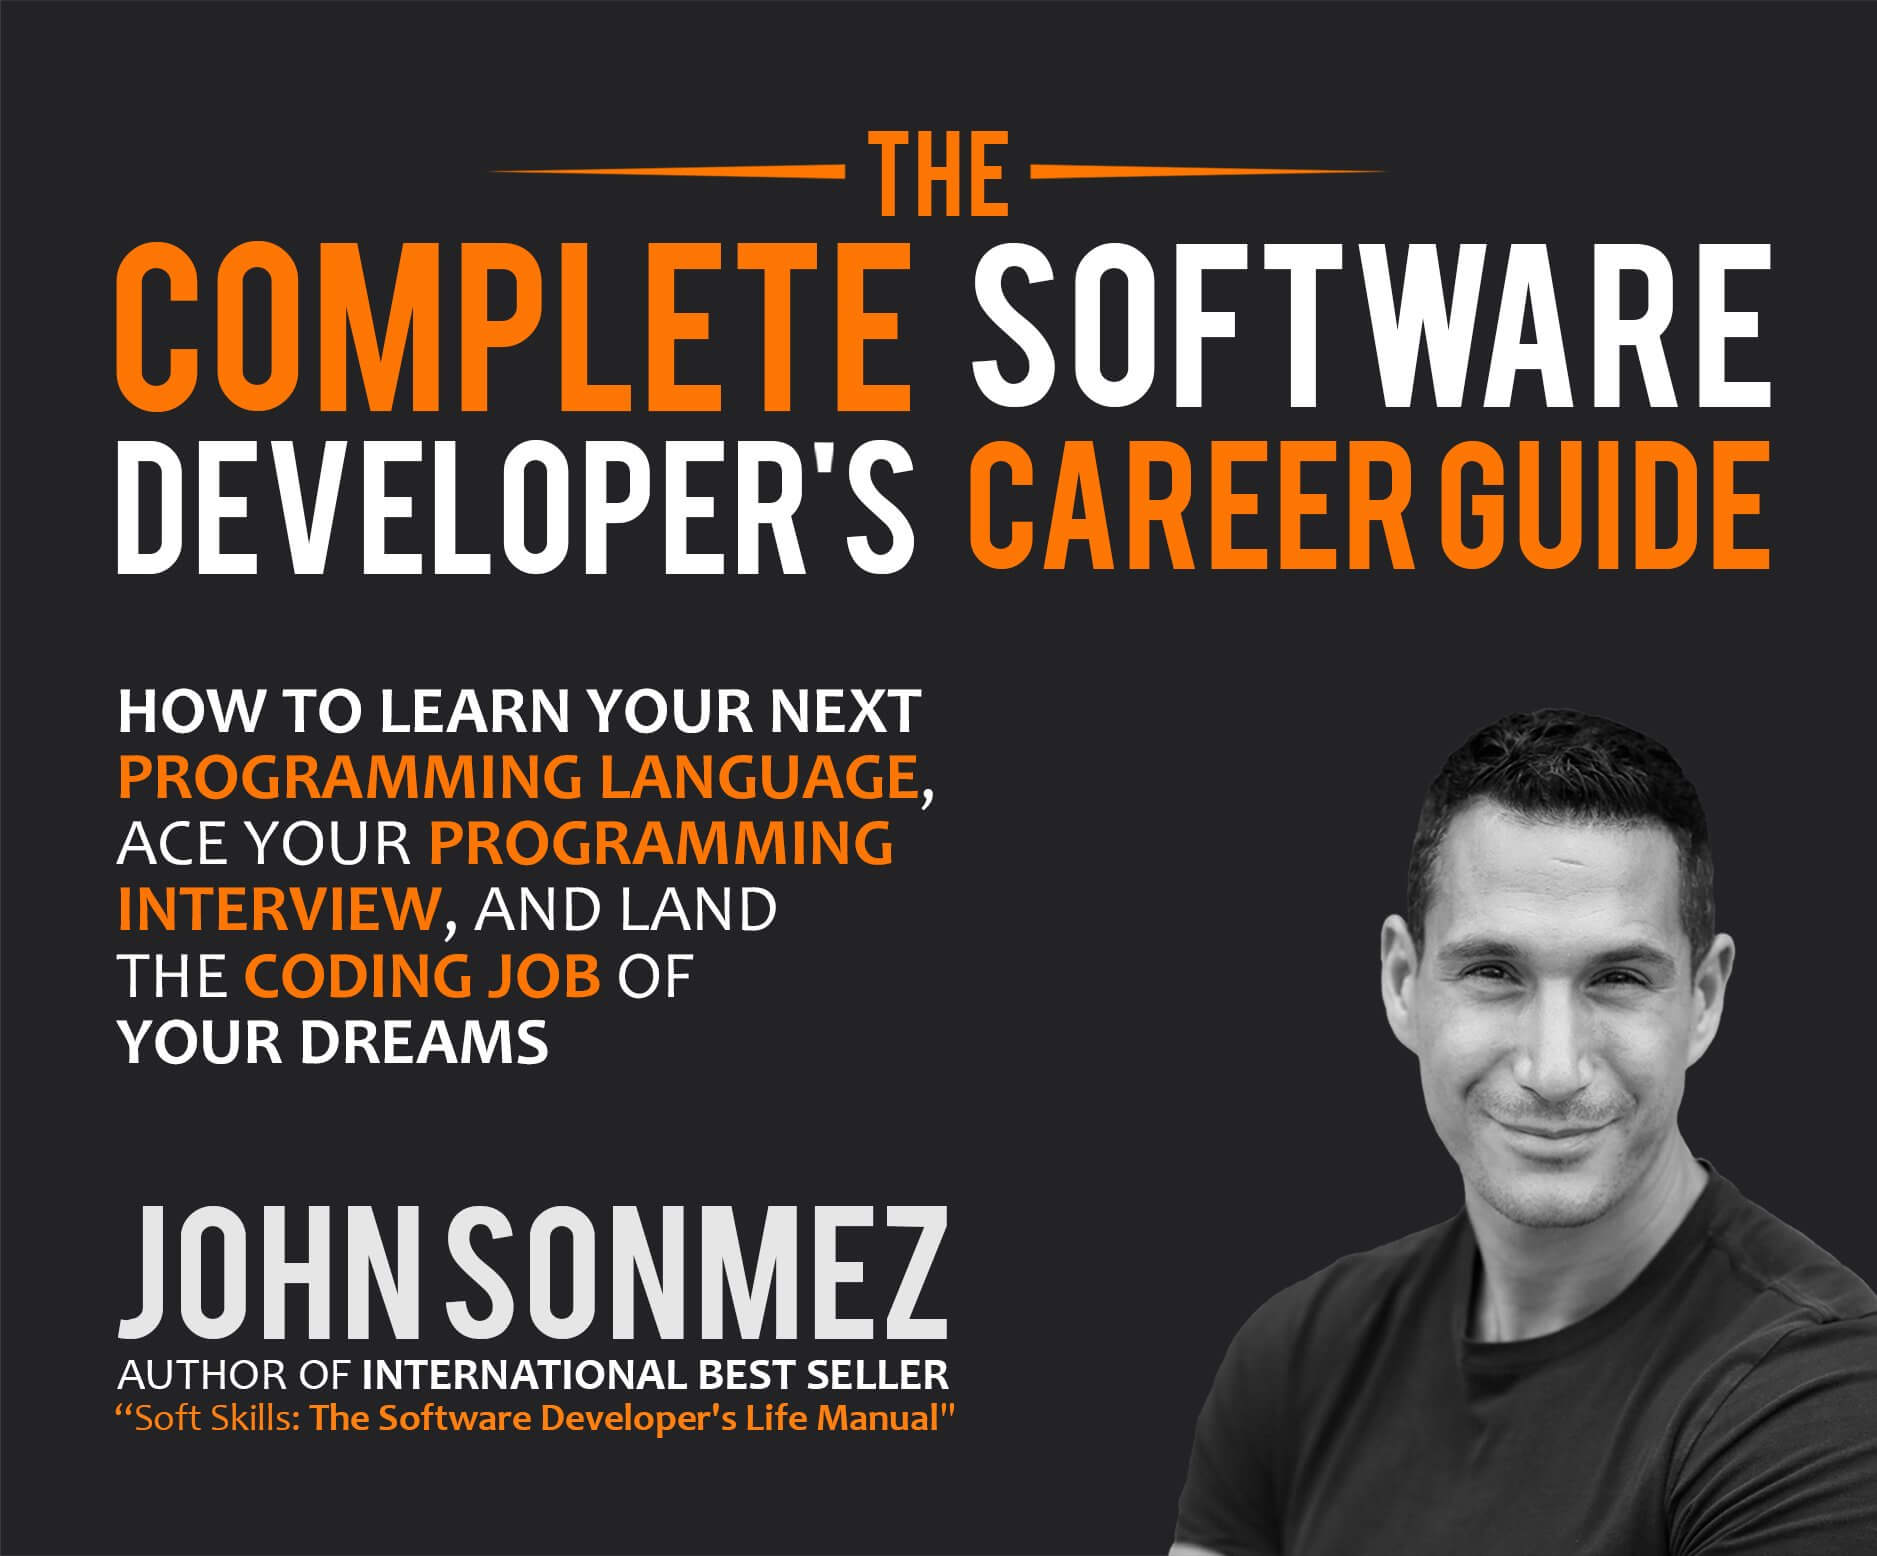 THE
COMPLETE SOFTWARE
DEVELOPER'S CAREER GUIDE
HOW TO LEARN YOUR NEXT
PROGRAMMING LANGUAGE,
ACE YOUR PROGRAMMING
INTERVIEW, AND LAND
THE CODING JOB OF
YOUR DREAMS
JOHN SONMEZ
AUTHOR OF INTERNATIONAL BEST SELLER
“Soft Skills: The Software Developer's Life Manual"